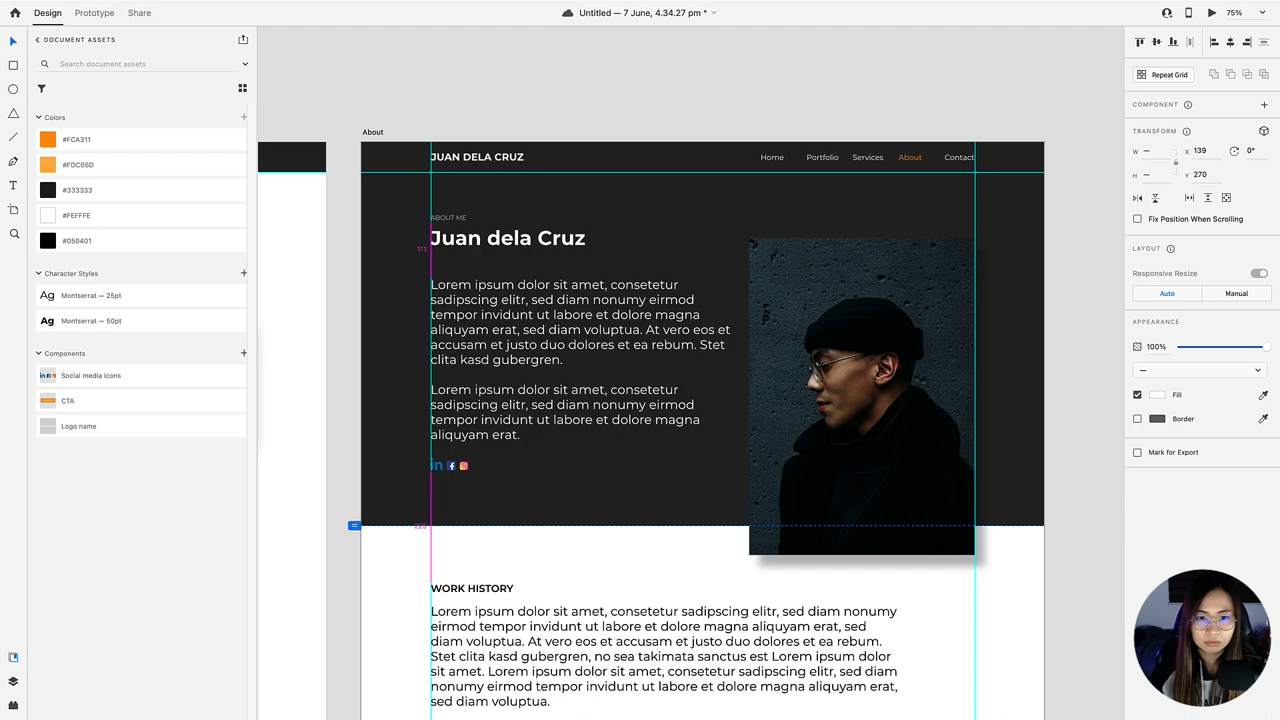 Design
Prototype
Share
Untitled — 7 June, 4.34.27 pm *
75%
DOCUMENT ASSETS
Search document assets
Colors
#FCA311
#FDC05D
#333333
#FEFFFE
#050401
Character Styles
Ag Montserrat — 25pt
Ag Montserrat — 50pt
Components
Social media icons
CTA
Logo name
About
JUAN DELA CRUZ
Home Portfolio Services About Contact
ABOUT ME
Juan dela Cruz
111
Lorem ipsum dolor sit amet, consetetur
sadipscing elitr, sed diam nonumy eirmod
tempor invidunt ut labore et dolore magna
aliquyam erat, sed diam voluptua. At vero eos et
accusam et justo duo dolores et ea rebum. Stet
clita kasd gubergren.
Lorem ipsum dolor sit amet, consetetur
sadipscing elitr, sed diam nonumy eirmod
tempor invidunt ut labore et dolore magna
aliquyam erat.
in
WORK HISTORY
Lorem ipsum dolor sit amet, consetetur sadipscing elitr, sed diam nonumy
eirmod tempor invidunt ut labore et dolore magna aliquyam erat, sed
diam voluptua. At vero eos et accusam et justo duo dolores et ea rebum.
Stet clita kasd gubergren, no sea takimata sanctus est Lorem ipsum dolor
sit amet. Lorem ipsum dolor sit amet, consetetur sadipscing elitr, sed diam
nonumy eirmod tempor invidunt ut labore et dolore magna aliquyam erat,
sed diam voluptua.
Repeat Grid
COMPONENT
TRANSFORM
W — X 139 0°
H — Y 270
Fix Position When Scrolling
LAYOUT
Responsive Resize
Auto Manual
APPEARANCE
100%
—
Fill
Border
Mark for Export